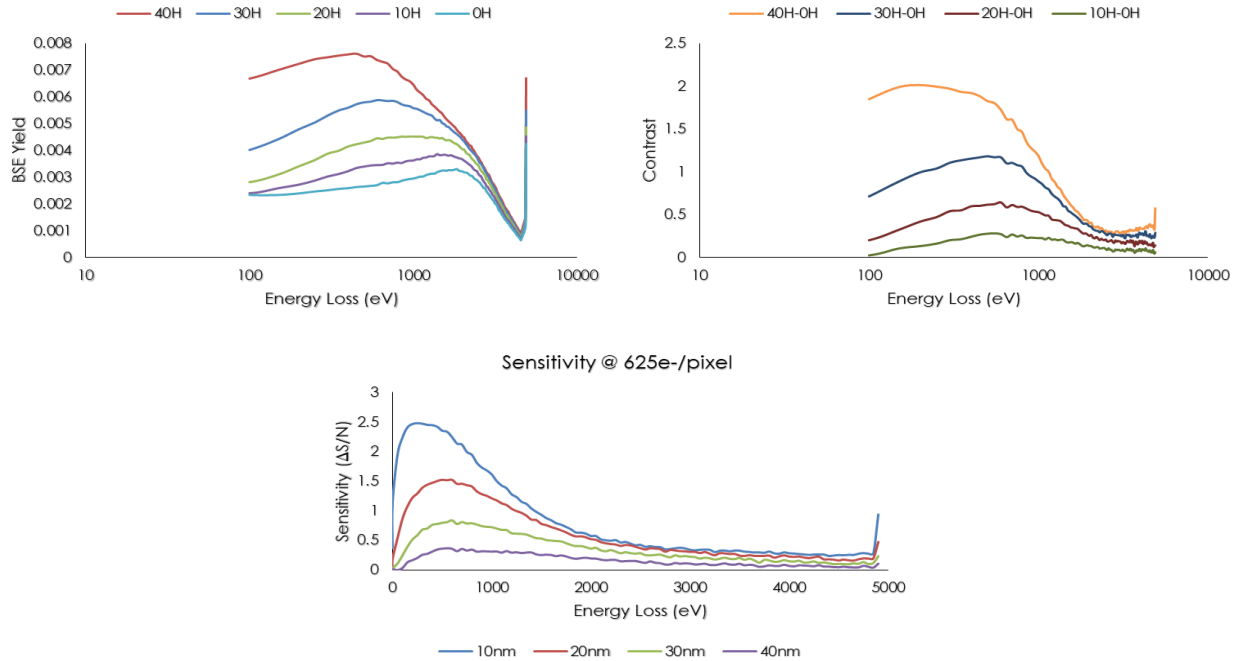 40H 30H 20H 10H 0H
0.008
0.007
0.006
0.005
0.004
0.003
0.002
0.001
0
BSE Yield
10 100 1000 10000
Energy Loss (eV)
40H-0H 30H-0H 20H-0H 10H-0H
2.5
2
1.5
1
0.5
0
Contrast
10 100 1000 10000
Energy Loss (eV)
Sensitivity @ 625e-/pixel
3
2.5
2
1.5
1
0.5
0
Sensitivity (ΔS/N)
0 1000 2000 3000 4000 5000
Energy Loss (eV)
10nm 20nm 30nm 40nm